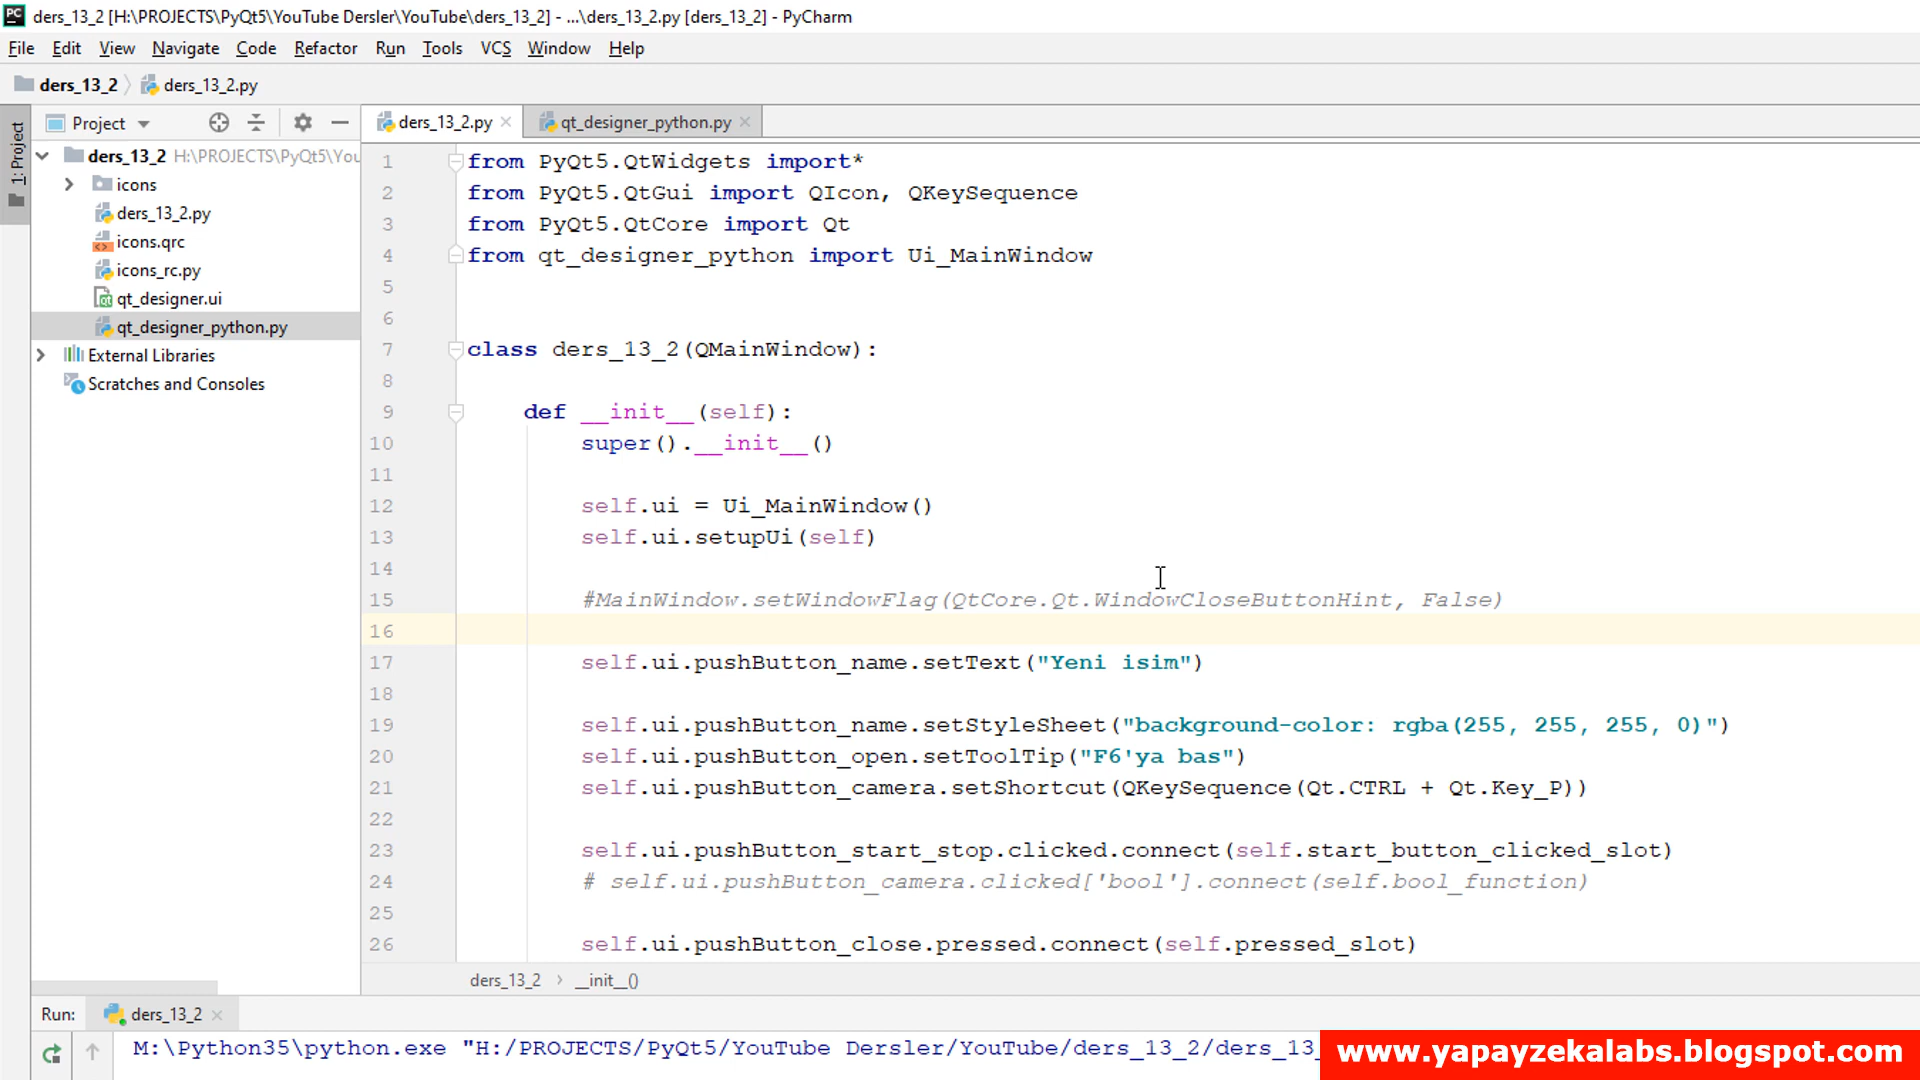 ders_13_2 [H:\PROJECTS\PyQt5\YouTube Dersler\YouTube\ders_13_2] - ...\ders_13_2.py [ders_13_2] - PyCharm
File Edit View Navigate Code Refactor Run Tools VCS Window Help
ders_13_2 ders_13_2.py
1: Project
Project
ders_13_2 H:\PROJECTS\PyQt5\You
icons
ders_13_2.py
icons.qrc
icons_rc.py
qt_designer.ui
qt_designer_python.py
External Libraries
Scratches and Consoles
ders_13_2.py qt_designer_python.py
1 from PyQt5.QtWidgets import*
2 from PyQt5.QtGui import QIcon, QKeySequence
3 from PyQt5.QtCore import Qt
4 from qt_designer_python import Ui_MainWindow
5
6
7 class ders_13_2(QMainWindow):
8
9 def __init__(self):
10 super().__init__()
11
12 self.ui = Ui_MainWindow()
13 self.ui.setupUi(self)
14
15 #MainWindow.setWindowFlag(QtCore.Qt.WindowCloseButtonHint, False)
16
17 self.ui.pushButton_name.setText("Yeni isim")
18
19 self.ui.pushButton_name.setStyleSheet("background-color: rgba(255, 255, 255, 0)")
20 self.ui.pushButton_open.setToolTip("F6'ya bas")
21 self.ui.pushButton_camera.setShortcut(QKeySequence(Qt.CTRL + Qt.Key_P))
22
23 self.ui.pushButton_start_stop.clicked.connect(self.start_button_clicked_slot)
24 # self.ui.pushButton_camera.clicked['bool'].connect(self.bool_function)
25
26 self.ui.pushButton_close.pressed.connect(self.pressed_slot)
ders_13_2 › __init__()
Run: ders_13_2
M:\Python35\python.exe "H:/PROJECTS/PyQt5/YouTube Dersler/YouTube/ders_13_2/ders_13_
www.yapayzekalabs.blogspot.com